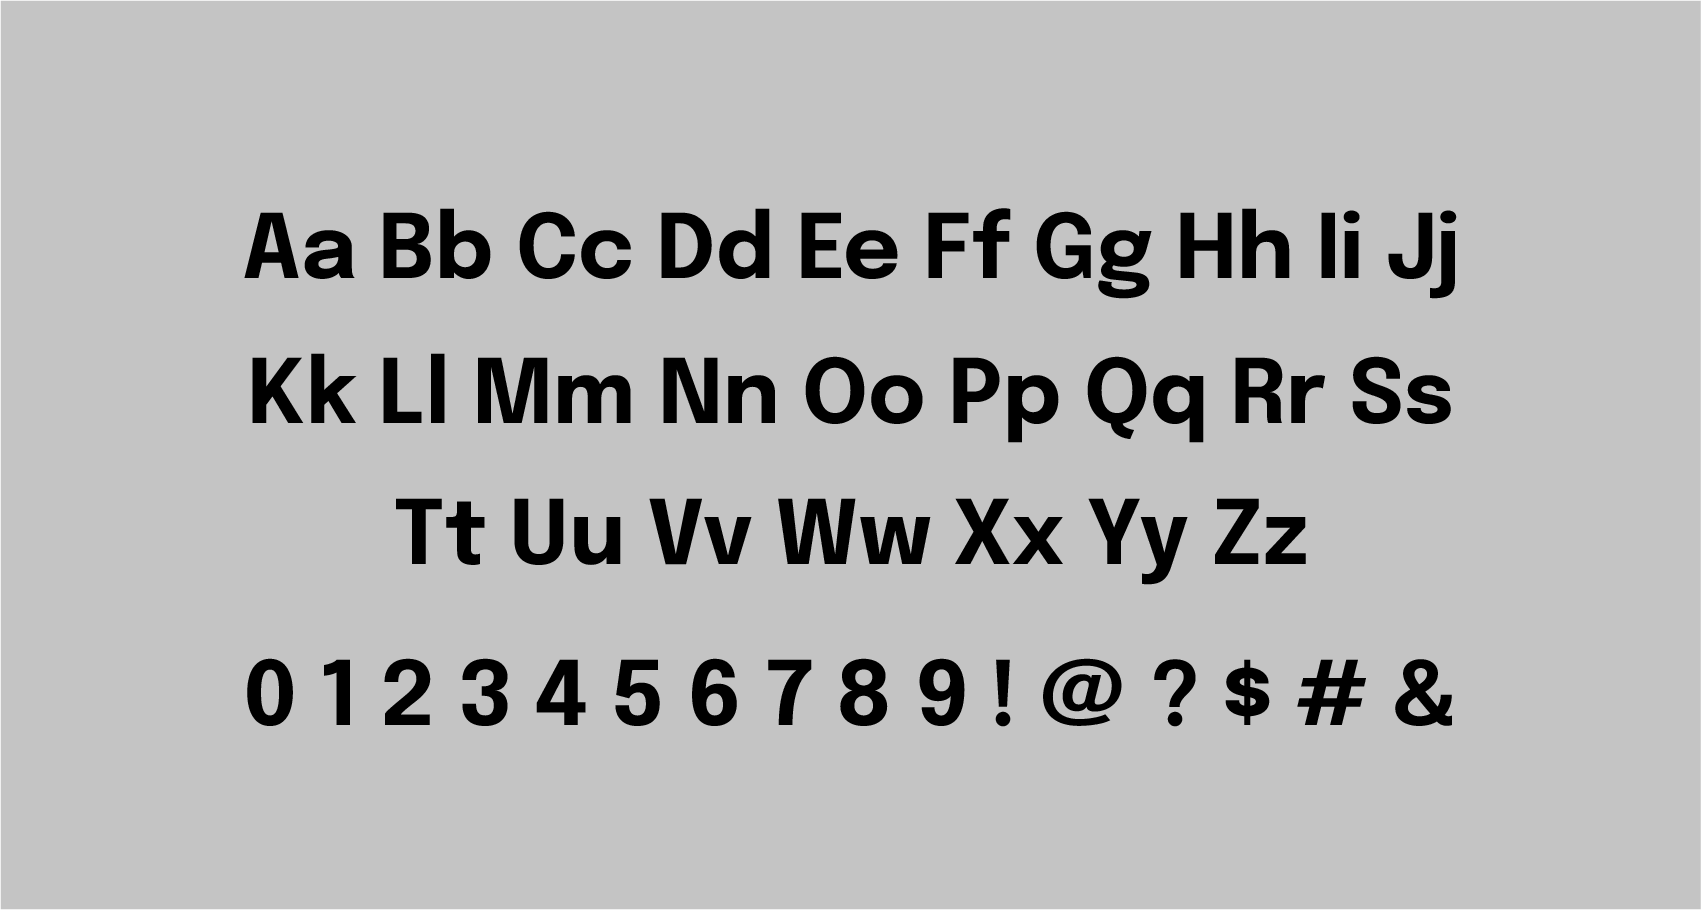 Aa Bb Cc Dd Ee Ff Gg Hh Ii Jj
Kk Ll Mm Nn Oo Pp Qq Rr Ss
Tt Uu Vv Ww Xx Yy Zz
0 1 2 3 4 5 6 7 8 9 ! @ ? $ # &